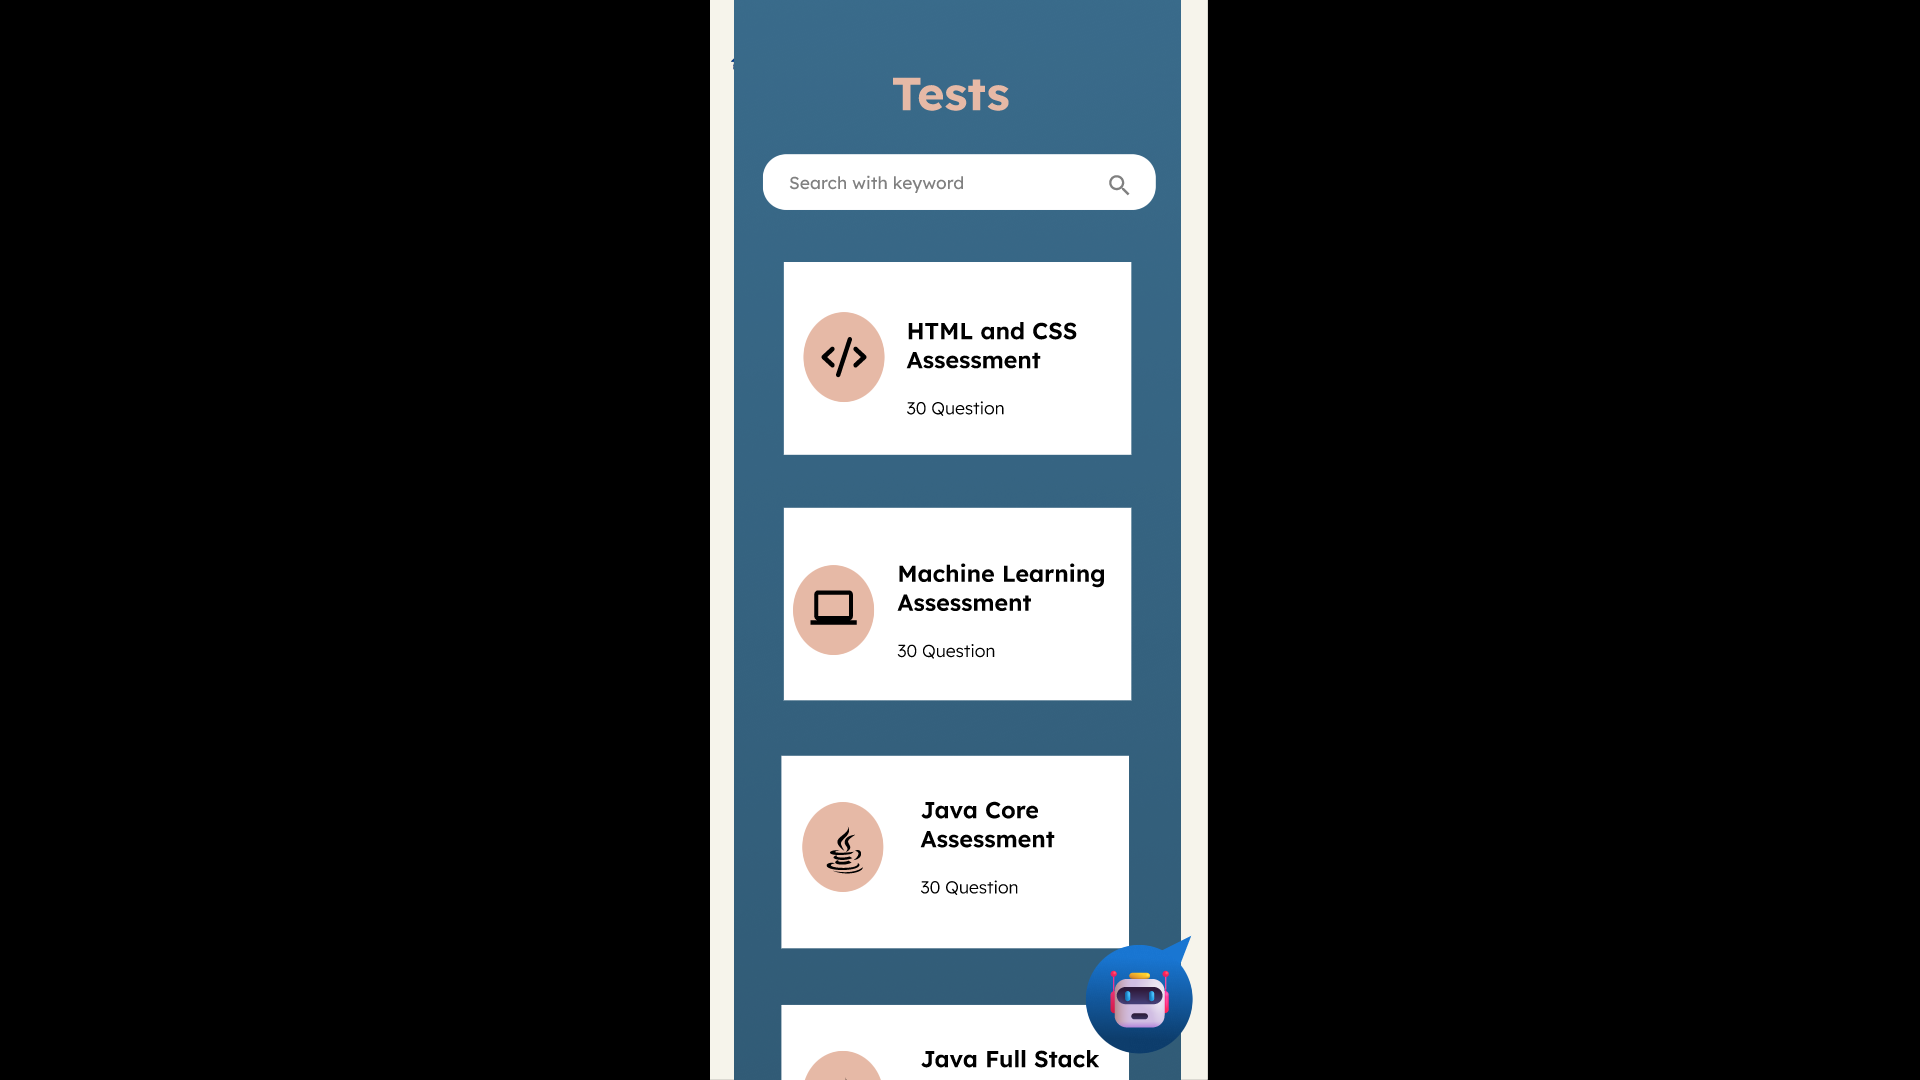 Tests
Search with keyword
HTML and CSS
Assessment
30 Question
Machine Learning
Assessment
30 Question
Java Core
Assessment
30 Question
Java Full Stack